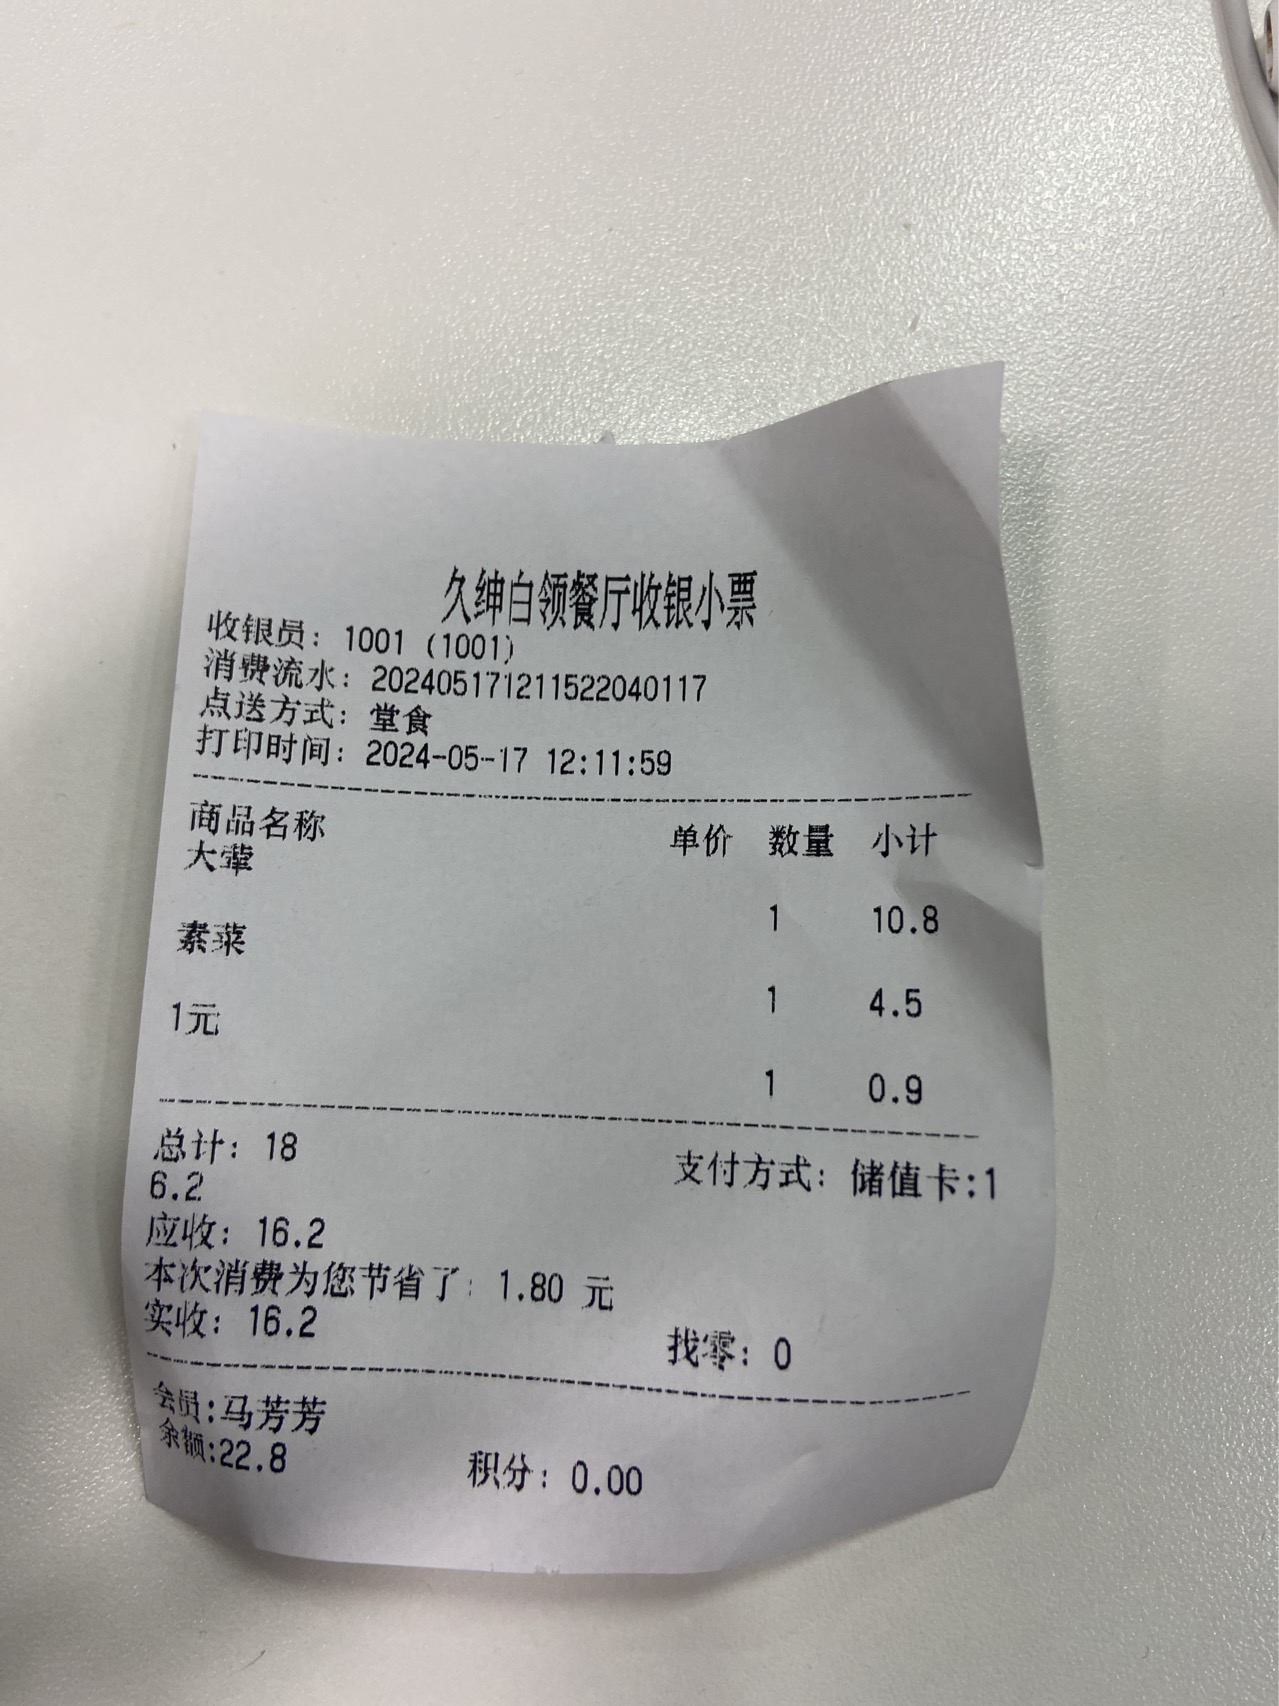 久绅白领餐厅收银小票
收银员：1001 (1001)
消费流水：202405171211522040117
点送方式：堂食
打印时间：2024-05-17 12:11:59
商品名称 单价 数量 小计
大荤
1 10.8
素菜
1 4.5
1元
1 0.9
总计：18 支付方式：储值卡:1
6.2
应收：16.2
本次消费为您节省了：1.80 元
实收：16.2 找零：0
会员:马芳芳
余额:22.8 积分：0.00